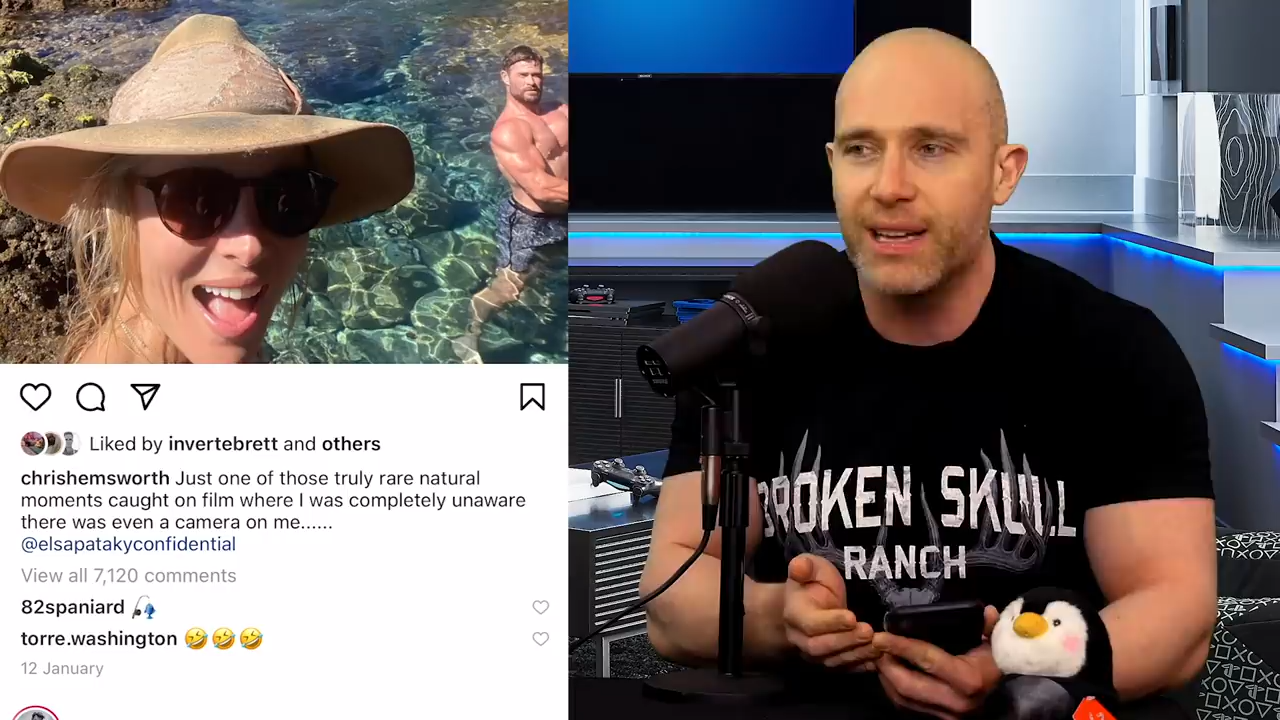 Liked by invertebrett and others
chrishemsworth Just one of those truly rare natural
moments caught on film where I was completely unaware
there was even a camera on me......
@elsapatakyconfidential
View all 7,120 comments
82spaniard 🎣
torre.washington 🤣🤣🤣
12 January
BROKEN SKULL
RANCH